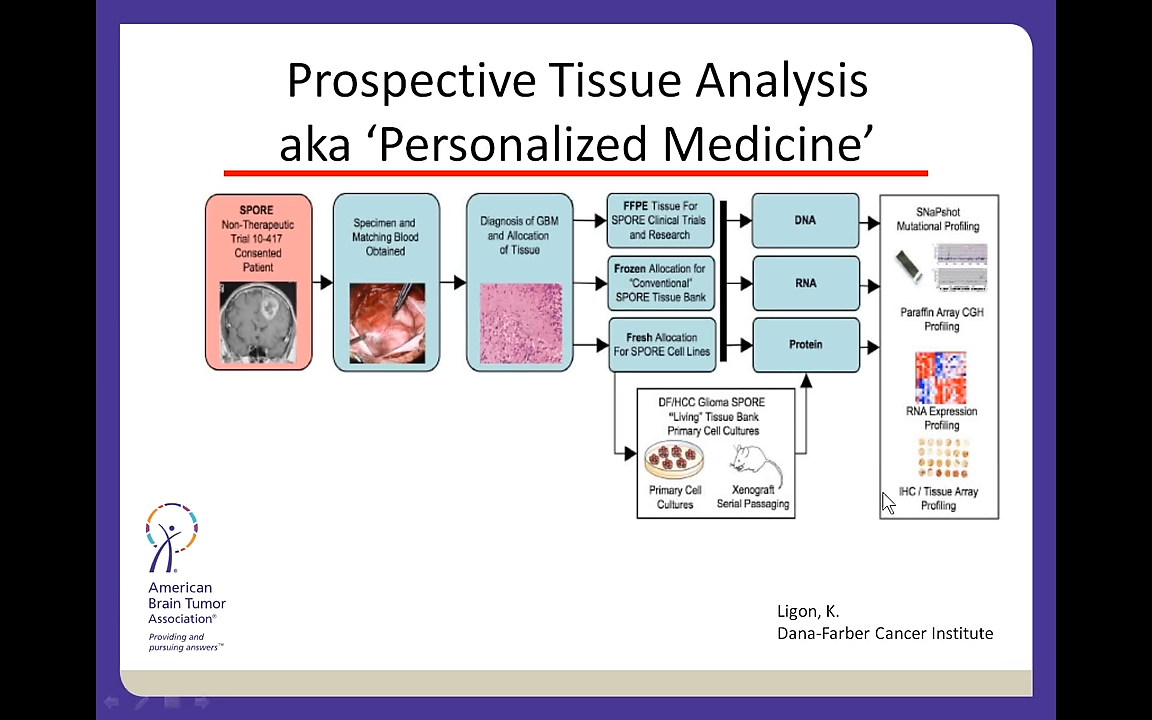 Prospective Tissue Analysis
aka ‘Personalized Medicine’
SPORE
Non-Therapeutic
Trial 10-417
Consented
Patient
Specimen and
Matching Blood
Obtained
Diagnosis of GBM
and Allocation
of Tissue
FFPE Tissue For
SPORE Clinical Trials
and Research
Frozen Allocation for
"Conventional"
SPORE Tissue Bank
Fresh Allocation
For SPORE Cell Lines
DNA
RNA
Protein
DF/HCC Glioma SPORE
"Living" Tissue Bank
Primary Cell Cultures
Primary Cell
Cultures
Xenograft
Serial Passaging
SNaPshot
Mutational Profiling
Paraffin Array CGH
Profiling
RNA Expression
Profiling
IHC / Tissue Array
Profiling
American
Brain Tumor
Association®
Providing and
pursuing answers™
Ligon, K.
Dana-Farber Cancer Institute